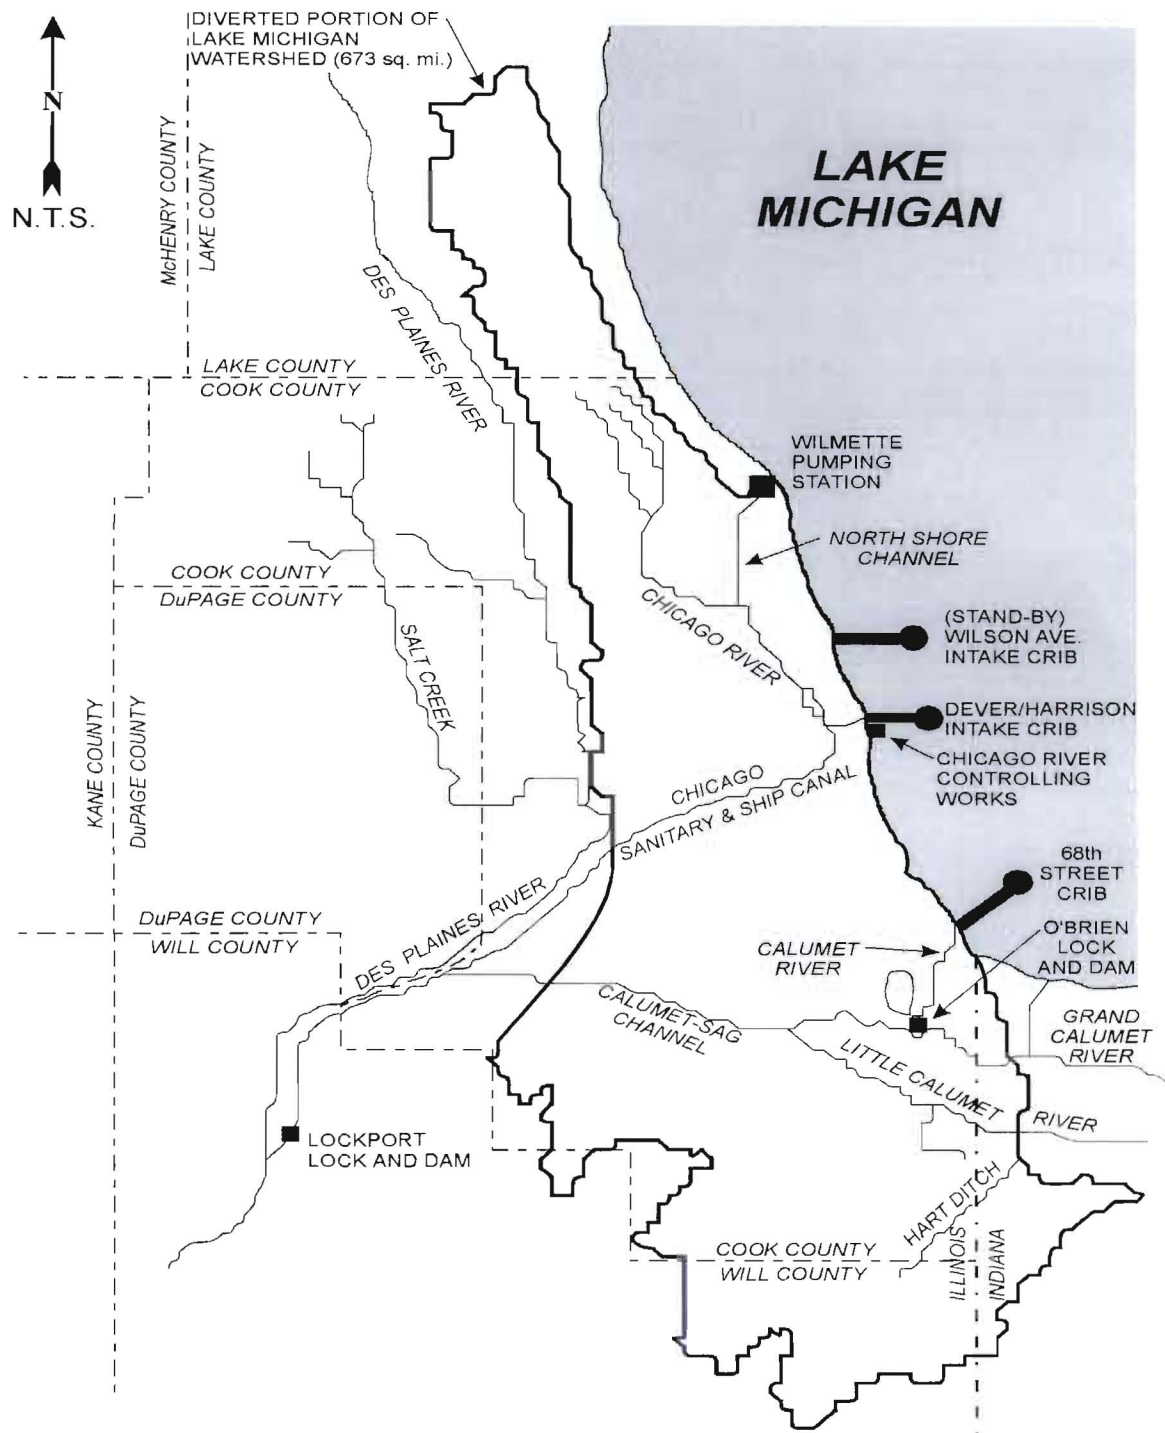 DIVERTED PORTION OF
LAKE MICHIGAN
WATERSHED (673 sq. mi.)
N
N.T.S.
McHENRY COUNTY
LAKE COUNTY
LAKE
MICHIGAN
DES PLAINES RIVER
LAKE COUNTY
COOK COUNTY
WILMETTE
PUMPING
STATION
NORTH SHORE
CHANNEL
COOK COUNTY
DuPAGE COUNTY
CHICAGO RIVER
(STAND-BY)
WILSON AVE.
INTAKE CRIB
SALT CREEK
DEVER/HARRISON
INTAKE CRIB
KANE COUNTY
DuPAGE COUNTY
CHICAGO
SANITARY & SHIP CANAL
CHICAGO RIVER
CONTROLLING
WORKS
68th
STREET
CRIB
DuPAGE COUNTY
WILL COUNTY
DES PLAINES RIVER
CALUMET
RIVER
O'BRIEN
LOCK
AND DAM
CALUMET-SAG
CHANNEL
GRAND
CALUMET
RIVER
LITTLE CALUMET RIVER
LOCKPORT
LOCK AND DAM
HART DITCH
COOK COUNTY
WILL COUNTY
ILLINOIS
INDIANA